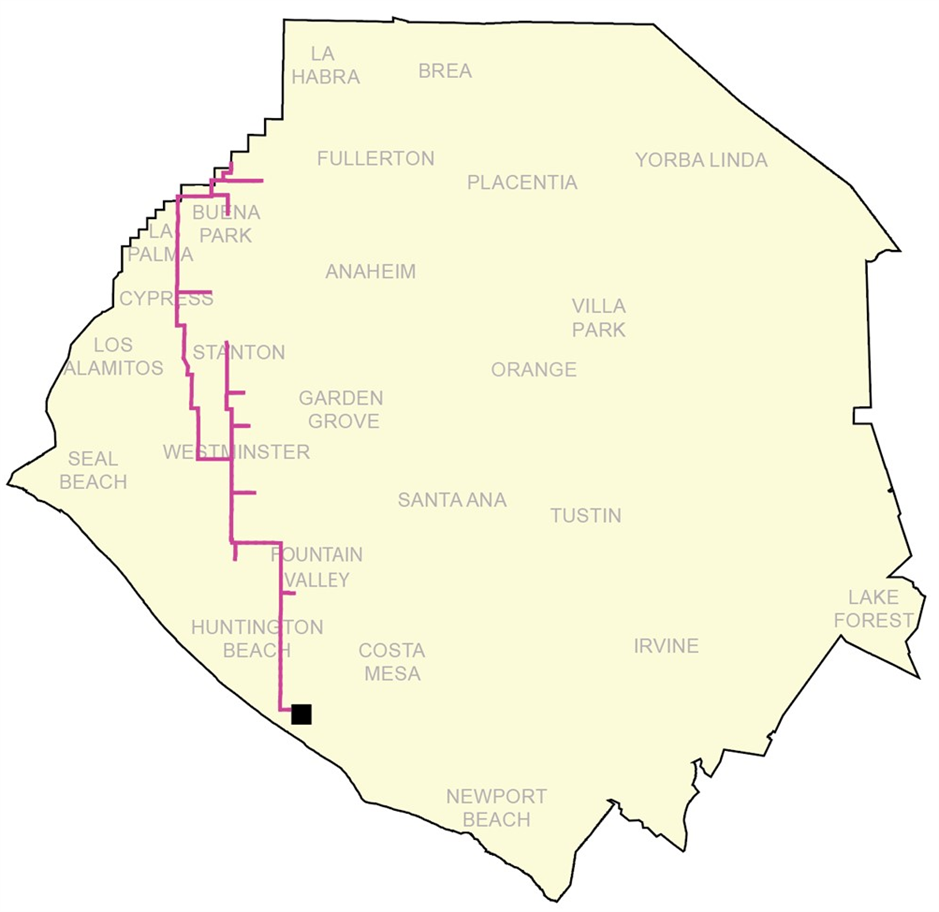 LA
HABRA
BREA
FULLERTON
YORBA LINDA
PLACENTIA
BUENA
PARK
LA
PALMA
ANAHEIM
CYPRESS
VILLA
PARK
LOS
ALAMITOS
STANTON
ORANGE
GARDEN
GROVE
WESTMINSTER
SEAL
BEACH
SANTA ANA
TUSTIN
FOUNTAIN
VALLEY
LAKE
FOREST
HUNTINGTON
BEACH
COSTA
MESA
IRVINE
NEWPORT
BEACH